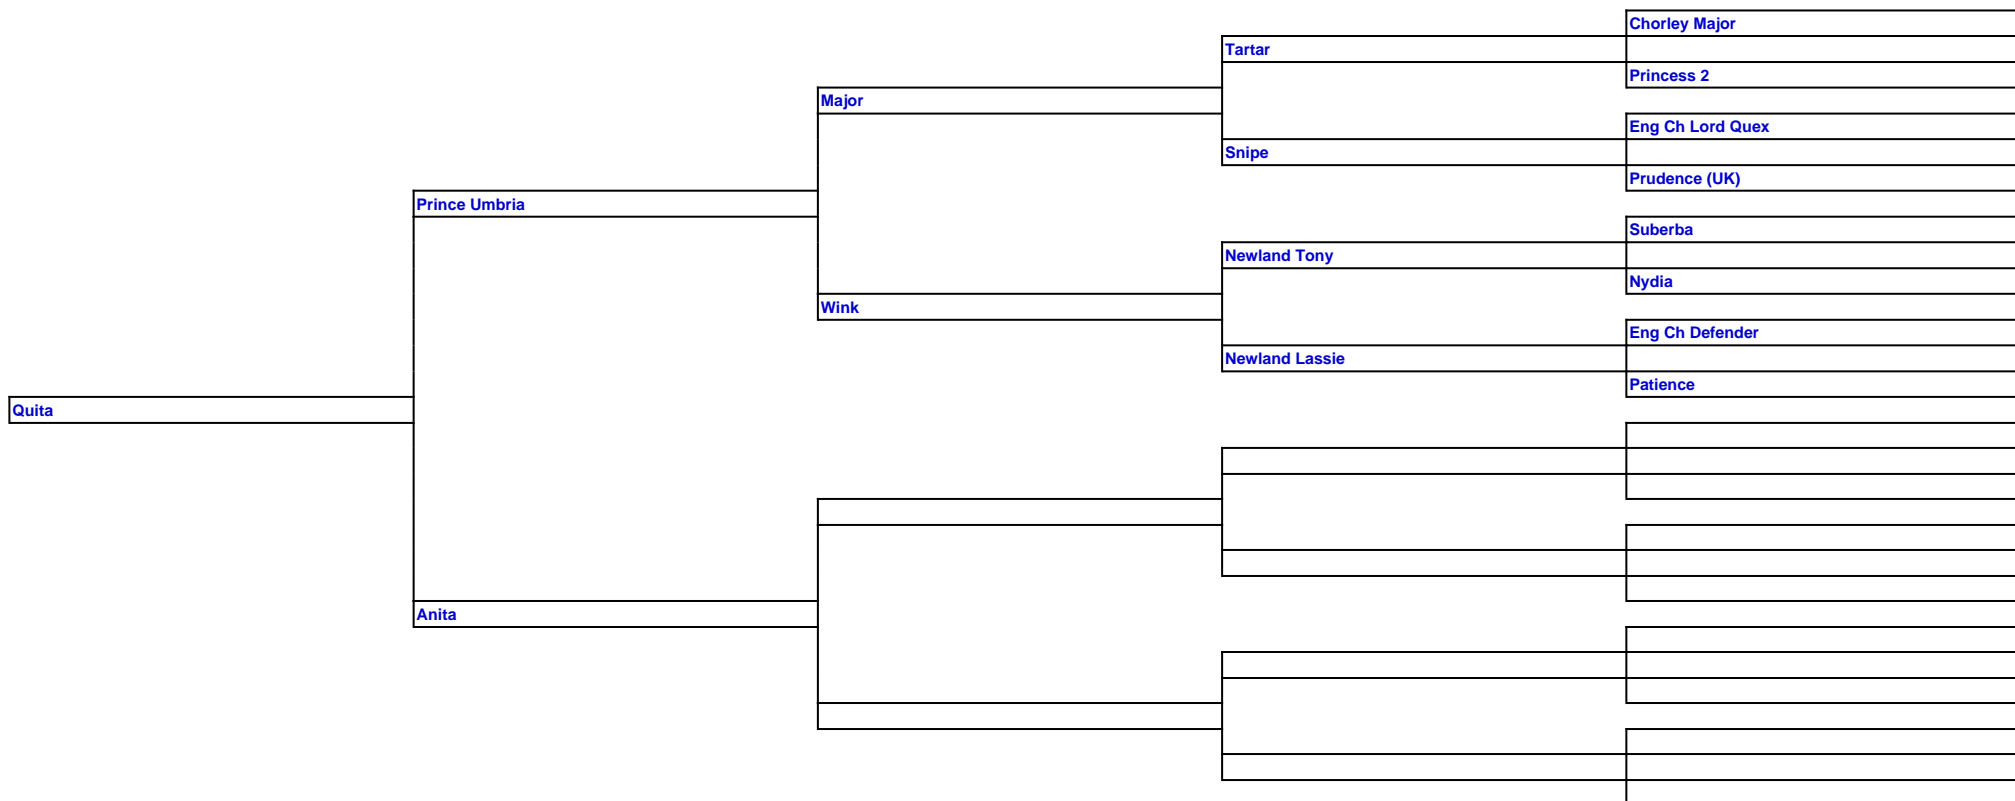 Chorley Major
Tartar
Princess 2
Major
Eng Ch Lord Quex
Snipe
Prudence (UK)
Prince Umbria
Suberba
Newland Tony
Nydia
Wink
Eng Ch Defender
Newland Lassie
Patience
Quita
Anita